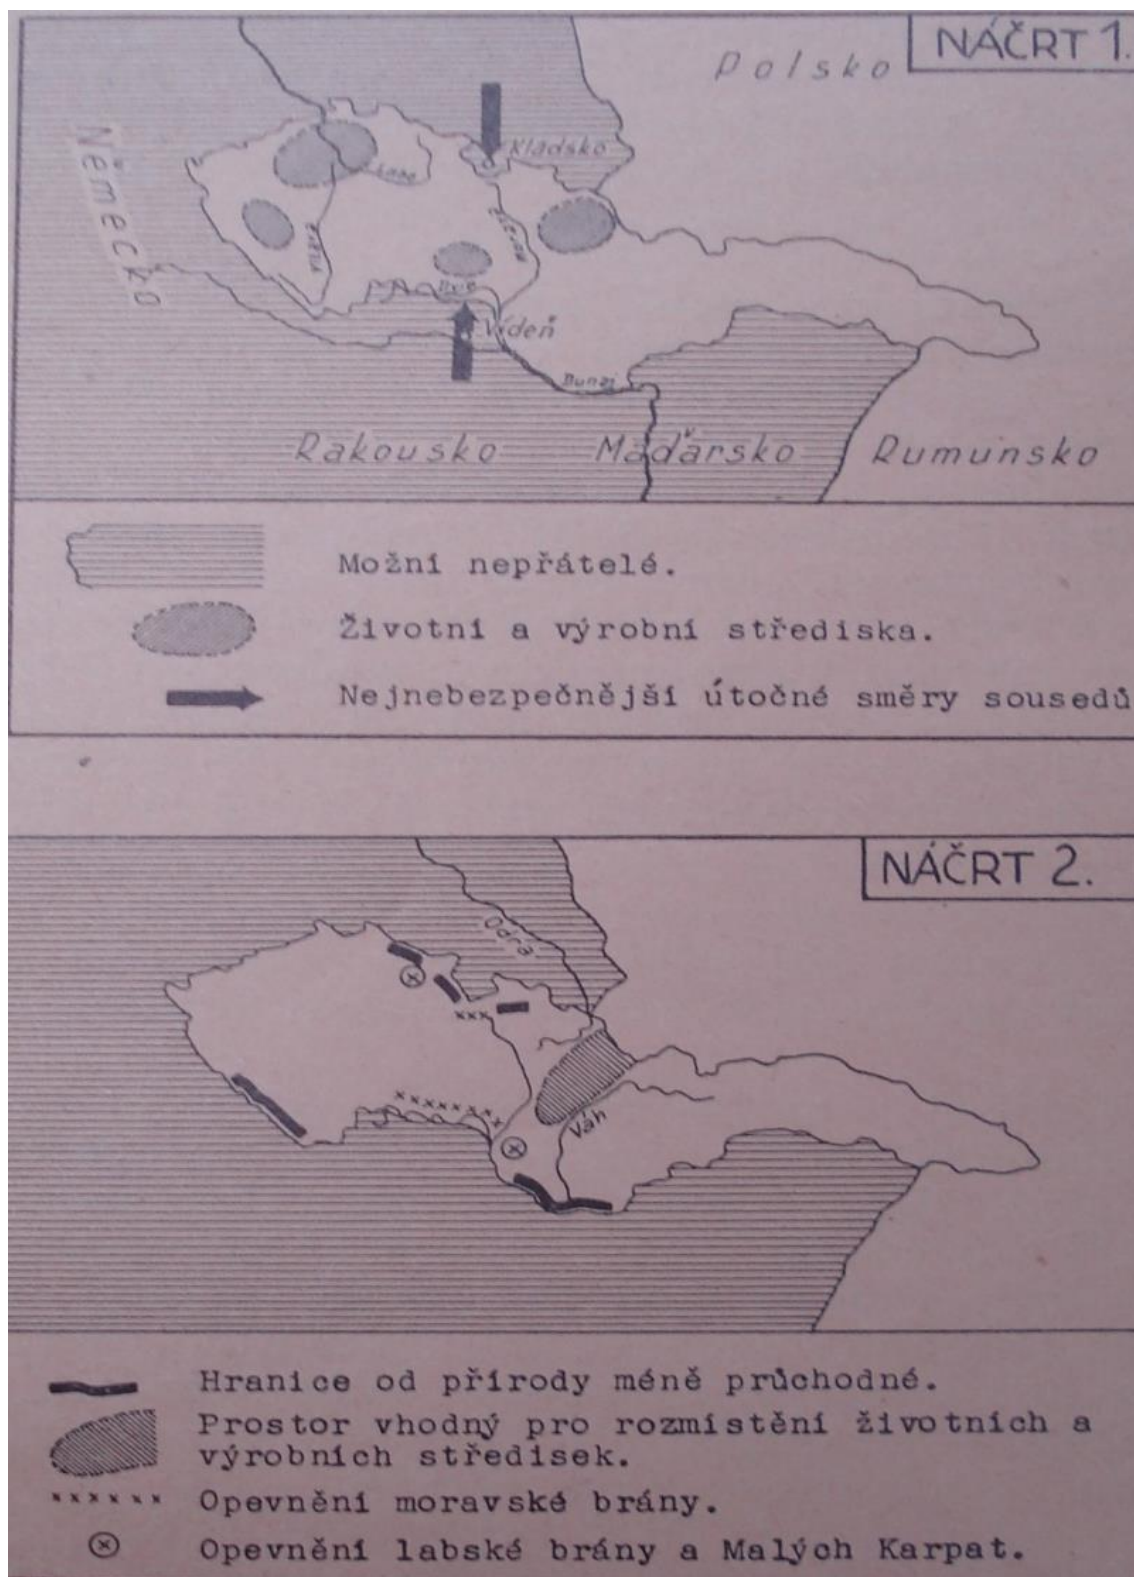 NÁČRT 1.
Polsko
Německo
Kladsko
Labe
Vltava
Morava
Dyje
Vídeň
Dunaj
Rakousko
Maďarsko
Rumunsko
Možní nepřátelé.
Životní a výrobní střediska.
Nejnebezpečnější útočné směry sousedů
NÁČRT 2.
Odra
Váh
Hranice od přírody méně průchodné.
Prostor vhodný pro rozmístění životních a
výrobních středisek.
Opevnění moravské brány.
Opevnění labské brány a Malých Karpat.